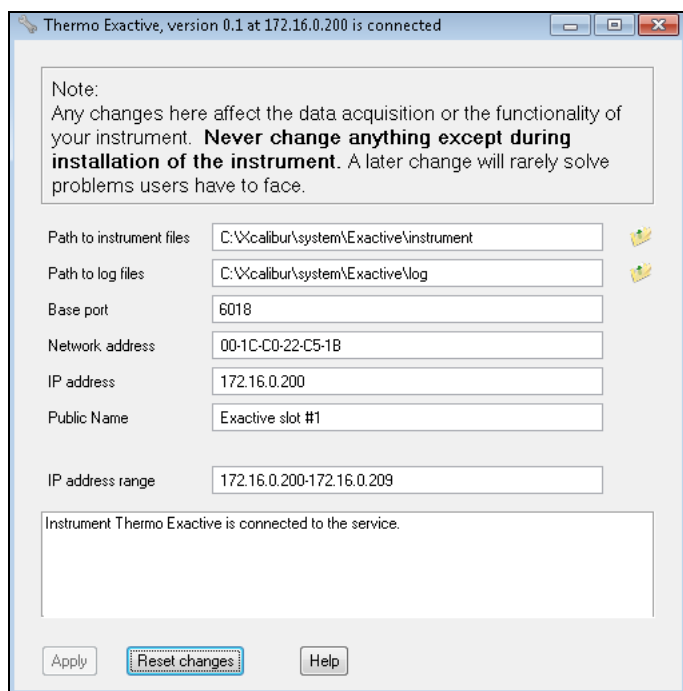 Thermo Exactive, version 0.1 at 172.16.0.200 is connected
Note:
Any changes here affect the data acquisition or the functionality of
your instrument. Never change anything except during
installation of the instrument. A later change will rarely solve
problems users have to face.
Path to instrument files C:\Xcalibur\system\Exactive\instrument
Path to log files C:\Xcalibur\system\Exactive\log
Base port 6018
Network address 00-1C-C0-22-C5-1B
IP address 172.16.0.200
Public Name Exactive slot #1
IP address range 172.16.0.200-172.16.0.209
Instrument Thermo Exactive is connected to the service.
Apply Reset changes Help